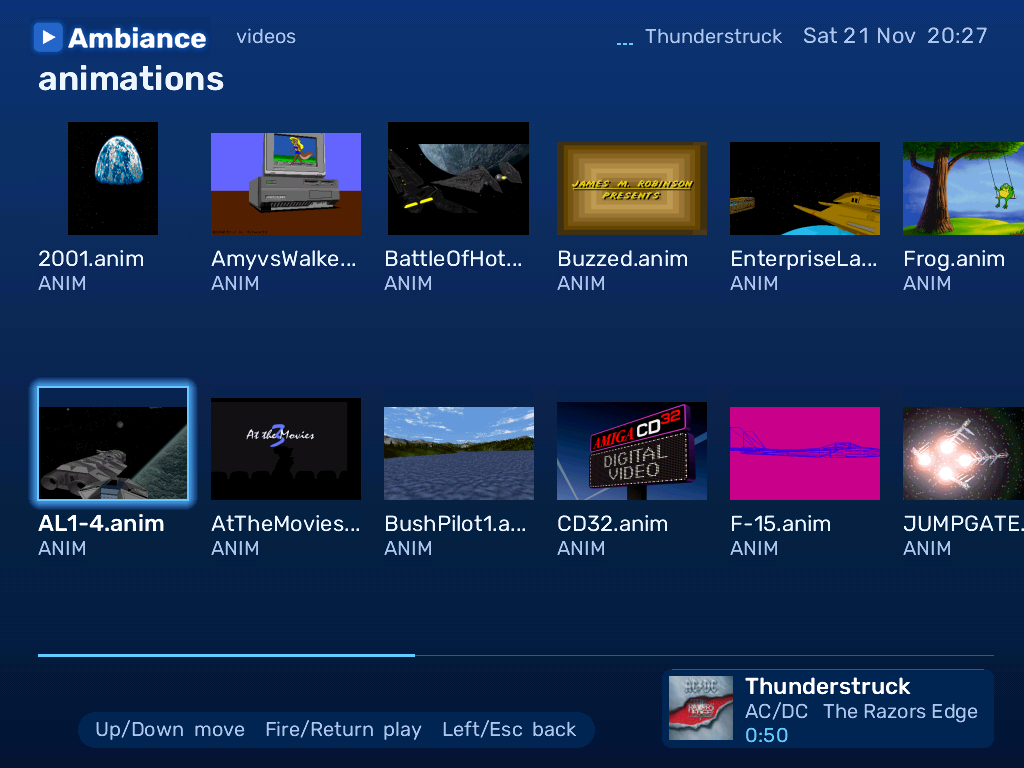 Ambiance videos Thunderstruck Sat 21 Nov 20:27
animations
JAMES M. ROBINSON
PRESENTS
2001.anim AmyvsWalke... BattleOfHot... Buzzed.anim EnterpriseLa... Frog.anim
ANIM ANIM ANIM ANIM ANIM ANIM
At the Movies
3
AMIGA CD32
DIGITAL
VIDEO
AL1-4.anim AtTheMovies... BushPilot1.a... CD32.anim F-15.anim JUMPGATE.
ANIM ANIM ANIM ANIM ANIM ANIM
AC/DC
Thunderstruck
AC/DC The Razors Edge
0:50
Up/Down move Fire/Return play Left/Esc back